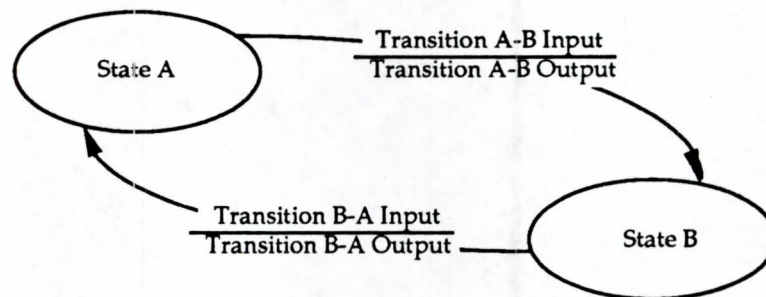 State A
Transition A-B Input
Transition A-B Output
Transition B-A Input
Transition B-A Output
State B